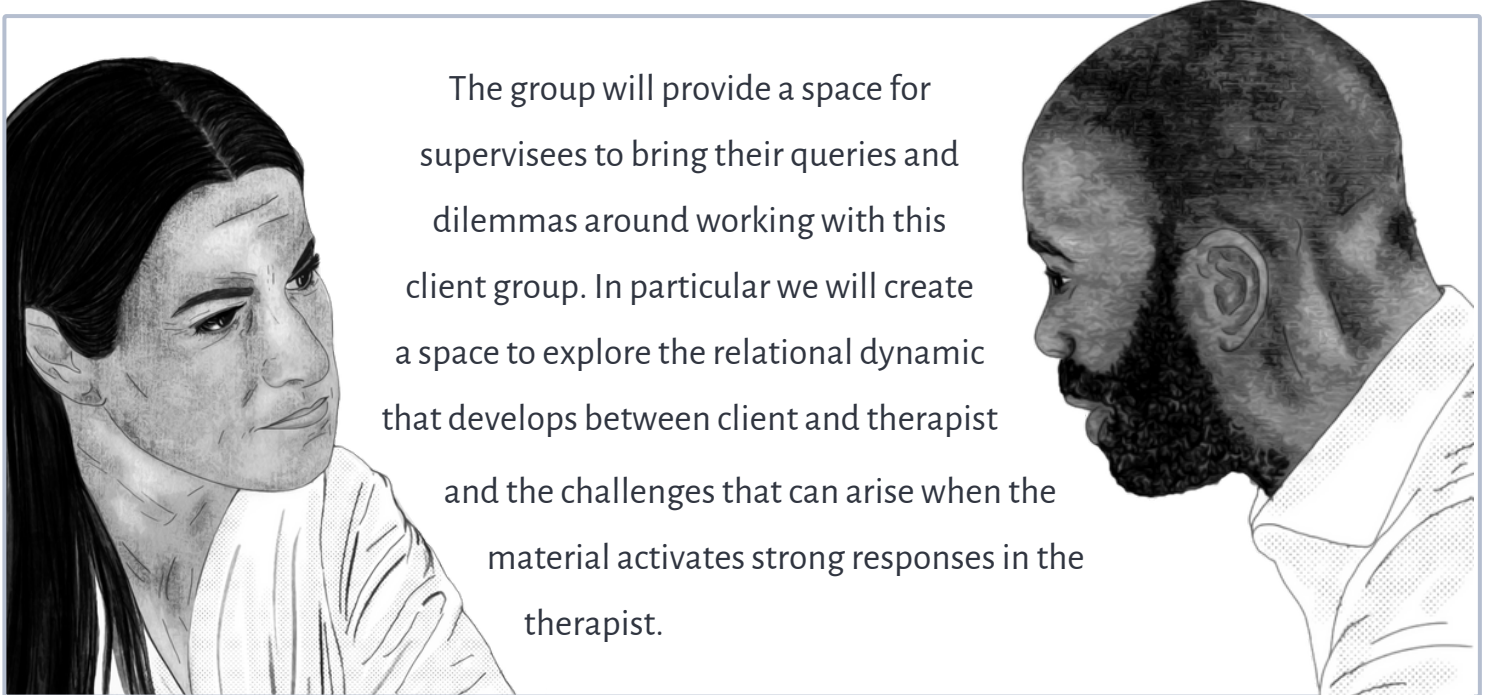 The group will provide a space for
supervisees to bring their queries and
dilemmas around working with this
client group. In particular we will create
a space to explore the relational dynamic
that develops between client and therapist
and the challenges that can arise when the
material activates strong responses in the
therapist.